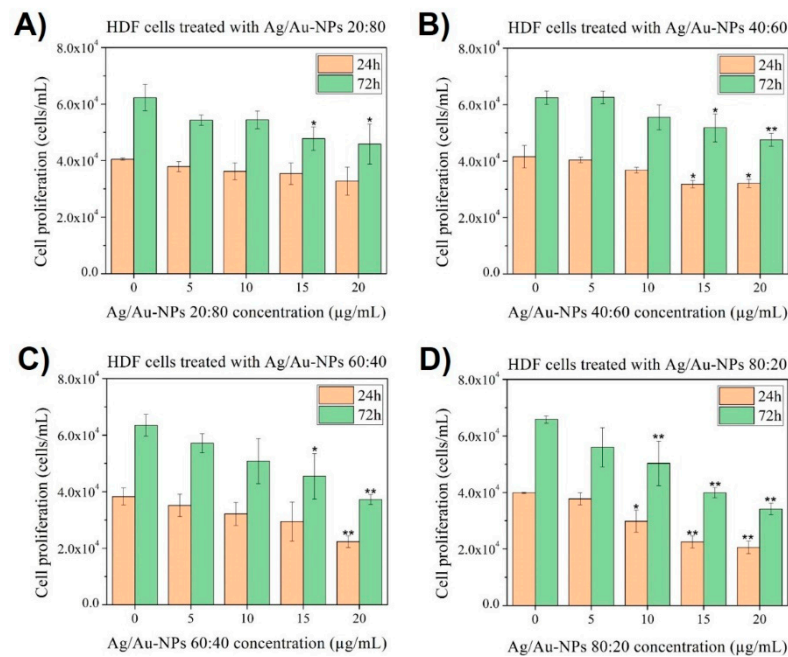 A)
HDF cells treated with Ag/Au-NPs 20:80
8.0x10⁴
6.0x10⁴
4.0x10⁴
2.0x10⁴
0.0
Cell proliferation (cells/mL)
24h
72h
* *
0 5 10 15 20
Ag/Au-NPs 20:80 concentration (µg/mL)
B)
HDF cells treated with Ag/Au-NPs 40:60
8.0x10⁴
6.0x10⁴
4.0x10⁴
2.0x10⁴
0.0
Cell proliferation (cells/mL)
24h
72h
* **
* *
0 5 10 15 20
Ag/Au-NPs 40:60 concentration (µg/mL)
C)
HDF cells treated with Ag/Au-NPs 60:40
8.0x10⁴
6.0x10⁴
4.0x10⁴
2.0x10⁴
0.0
Cell proliferation (cells/mL)
24h
72h
* **
**
0 5 10 15 20
Ag/Au-NPs 60:40 concentration (µg/mL)
D)
HDF cells treated with Ag/Au-NPs 80:20
8.0x10⁴
6.0x10⁴
4.0x10⁴
2.0x10⁴
0.0
Cell proliferation (cells/mL)
24h
72h
** ** **
* ** **
0 5 10 15 20
Ag/Au-NPs 80:20 concentration (µg/mL)